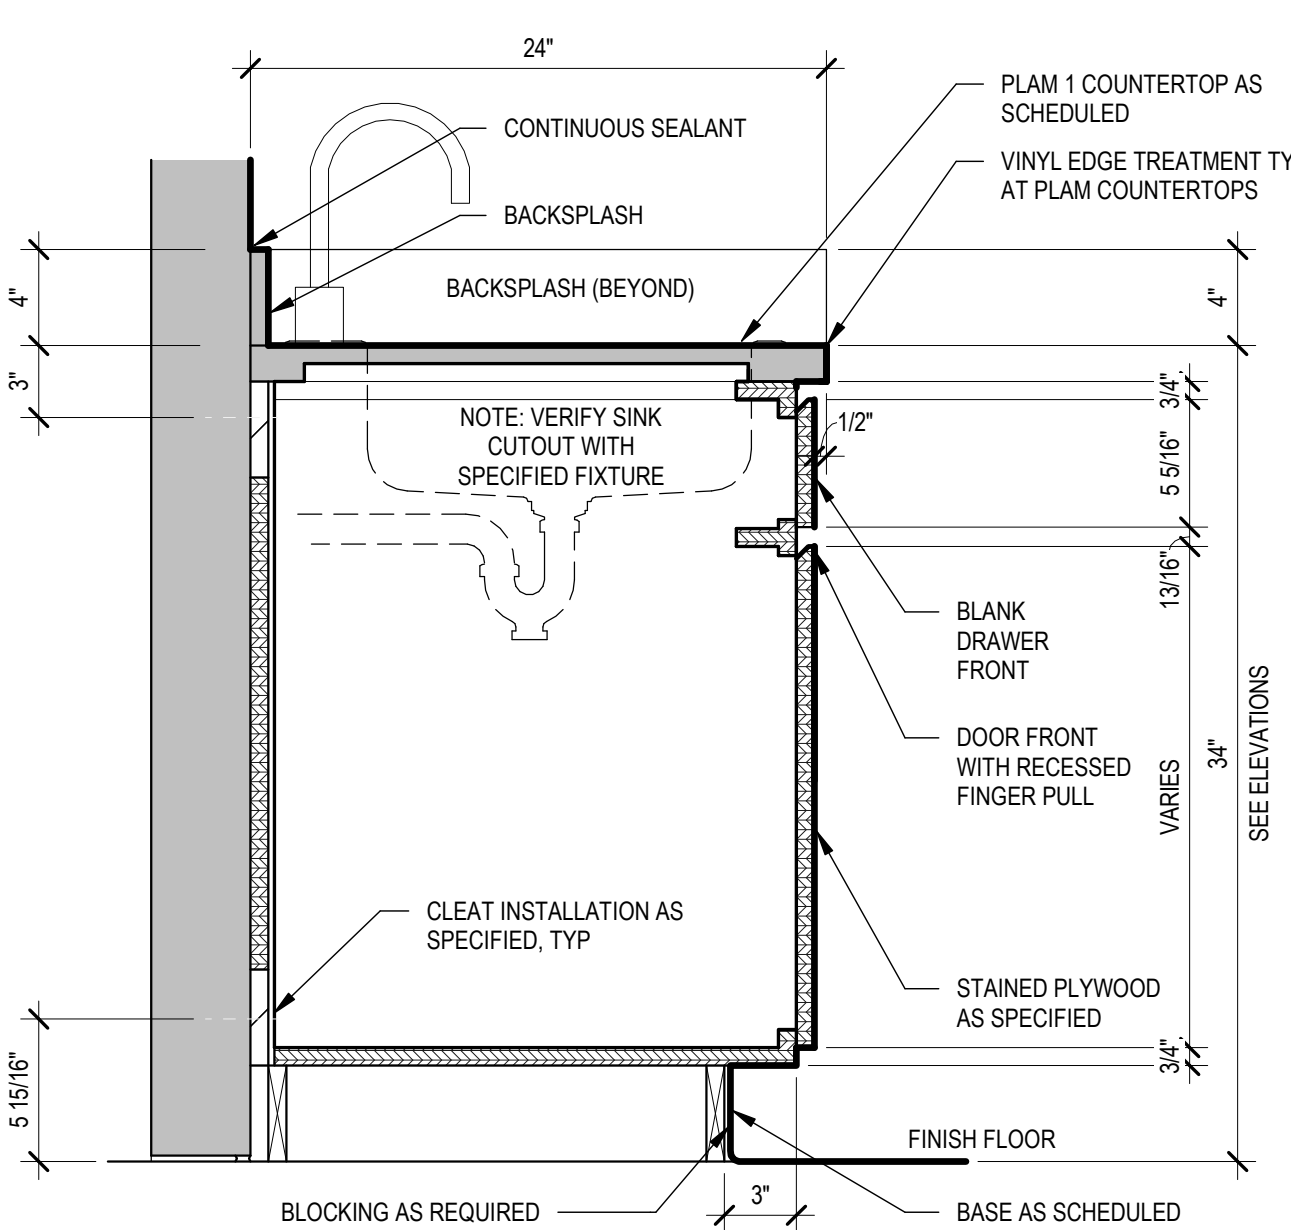 24"
PLAM 1 COUNTERTOP AS
SCHEDULED
CONTINUOUS SEALANT
VINYL EDGE TREATMENT TY
AT PLAM COUNTERTOPS
BACKSPLASH
BACKSPLASH (BEYOND)
4"
4"
3"
3/4"
NOTE: VERIFY SINK
CUTOUT WITH
SPECIFIED FIXTURE
1/2"
5 5/16"
13/16"
BLANK
DRAWER
FRONT
DOOR FRONT
WITH RECESSED
FINGER PULL
VARIES
34"
SEE ELEVATIONS
CLEAT INSTALLATION AS
SPECIFIED, TYP
STAINED PLYWOOD
AS SPECIFIED
3/4"
5 15/16"
FINISH FLOOR
3"
BLOCKING AS REQUIRED
BASE AS SCHEDULED